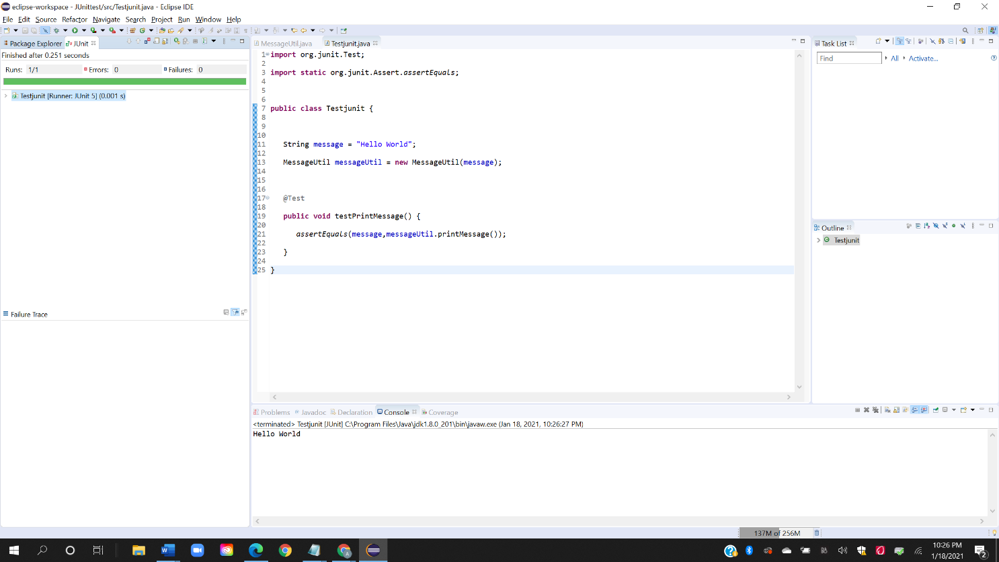 eclipse-workspace - JUnittest/src/Testjunit.java - Eclipse IDE
File Edit Source Refactor Navigate Search Project Run Window Help
Package Explorer JUnit
Finished after 0.251 seconds
Runs: 1/1 Errors: 0 Failures: 0
Testjunit [Runner: JUnit 5] (0.001 s)
Failure Trace
MessageUtil.java Testjunit.java
1 import org.junit.Test;
2
3 import static org.junit.Assert.assertEquals;
4
5
6
7 public class Testjunit {
8
9
10
11 String message = "Hello World";
12
13 MessageUtil messageUtil = new MessageUtil(message);
14
15
16
17 @Test
18
19 public void testPrintMessage() {
20
21 assertEquals(message,messageUtil.printMessage());
22
23 }
24
25 }
Task List
Find All Activate...
Outline
Testjunit
Problems Javadoc Declaration Console Coverage
<terminated> Testjunit [JUnit] C:\Program Files\Java\jdk1.8.0_201\bin\javaw.exe (Jan 18, 2021, 10:26:27 PM)
Hello World
137M of 256M
10:26 PM
1/18/2021
2